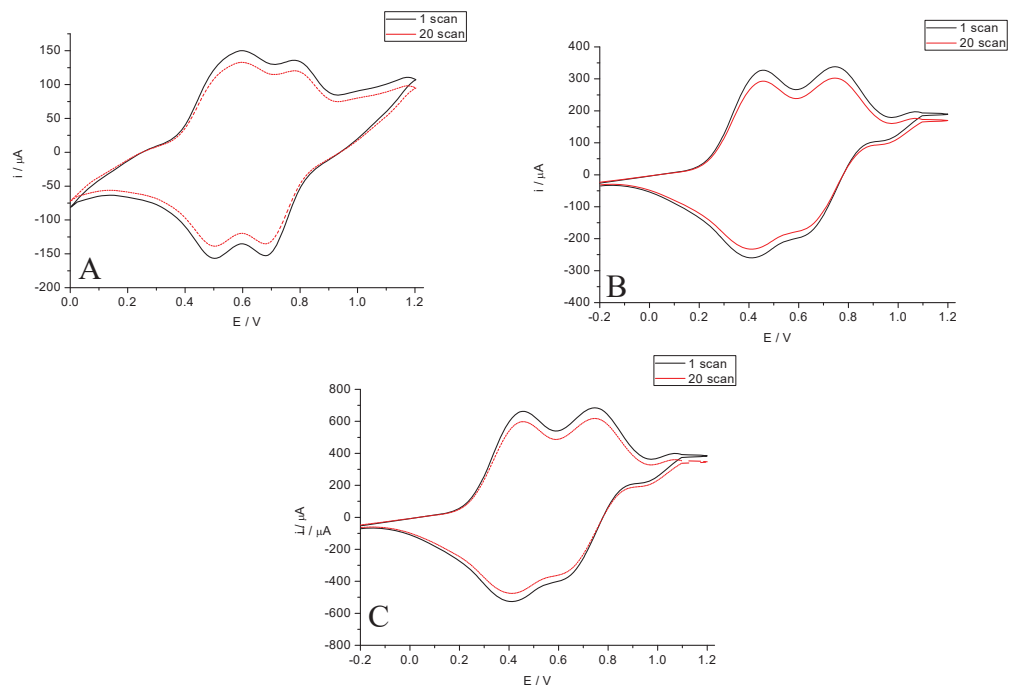 1 scan
20 scan
150
100
50
0
-50
-100
-150
-200
i / μA
A
0.0 0.2 0.4 0.6 0.8 1.0 1.2
E / V
1 scan
20 scan
400
300
200
100
0
-100
-200
-300
-400
i / μA
B
-0.2 0.0 0.2 0.4 0.6 0.8 1.0 1.2
E / V
1 scan
20 scan
800
600
400
200
0
-200
-400
-600
-800
i / μA
i / μA
C
-0.2 0.0 0.2 0.4 0.6 0.8 1.0 1.2
E / V